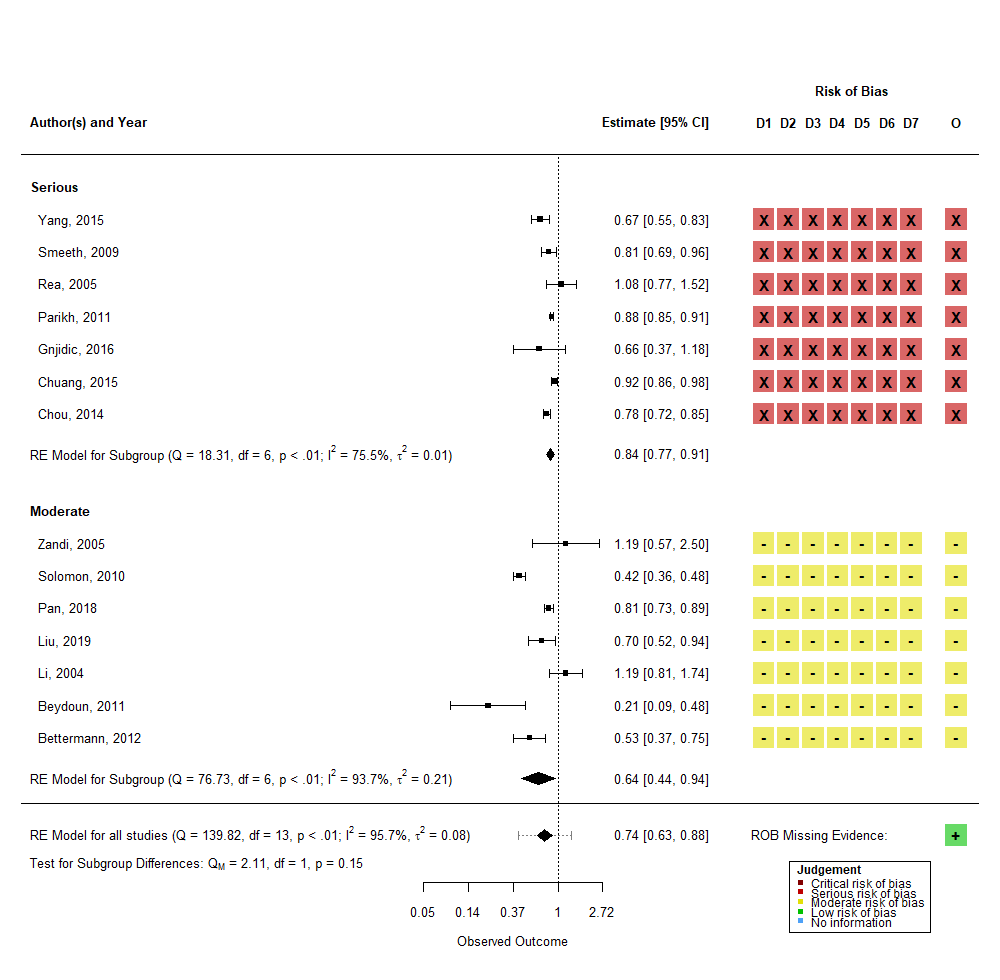 Risk of Bias
Author(s) and Year Estimate [95% CI] D1 D2 D3 D4 D5 D6 D7 O
Serious
Yang, 2015 0.67 [0.55, 0.83] X X X X X X X X
Smeeth, 2009 0.81 [0.69, 0.96] X X X X X X X X
Rea, 2005 1.08 [0.77, 1.52] X X X X X X X X
Parikh, 2011 0.88 [0.85, 0.91] X X X X X X X X
Gnjidic, 2016 0.66 [0.37, 1.18] X X X X X X X X
Chuang, 2015 0.92 [0.86, 0.98] X X X X X X X X
Chou, 2014 0.78 [0.72, 0.85] X X X X X X X X
RE Model for Subgroup (Q = 18.31, df = 6, p < .01; I² = 75.5%, τ² = 0.01) 0.84 [0.77, 0.91]
Moderate
Zandi, 2005 1.19 [0.57, 2.50] - - - - - - - -
Solomon, 2010 0.42 [0.36, 0.48] - - - - - - - -
Pan, 2018 0.81 [0.73, 0.89] - - - - - - - -
Liu, 2019 0.70 [0.52, 0.94] - - - - - - - -
Li, 2004 1.19 [0.81, 1.74] - - - - - - - -
Beydoun, 2011 0.21 [0.09, 0.48] - - - - - - - -
Bettermann, 2012 0.53 [0.37, 0.75] - - - - - - - -
RE Model for Subgroup (Q = 76.73, df = 6, p < .01; I² = 93.7%, τ² = 0.21) 0.64 [0.44, 0.94]
RE Model for all studies (Q = 139.82, df = 13, p < .01; I² = 95.7%, τ² = 0.08) 0.74 [0.63, 0.88] ROB Missing Evidence: +
Test for Subgroup Differences: Q_M = 2.11, df = 1, p = 0.15
Judgement
Critical risk of bias
Serious risk of bias
Moderate risk of bias
Low risk of bias
No information
0.05 0.14 0.37 1 2.72
Observed Outcome